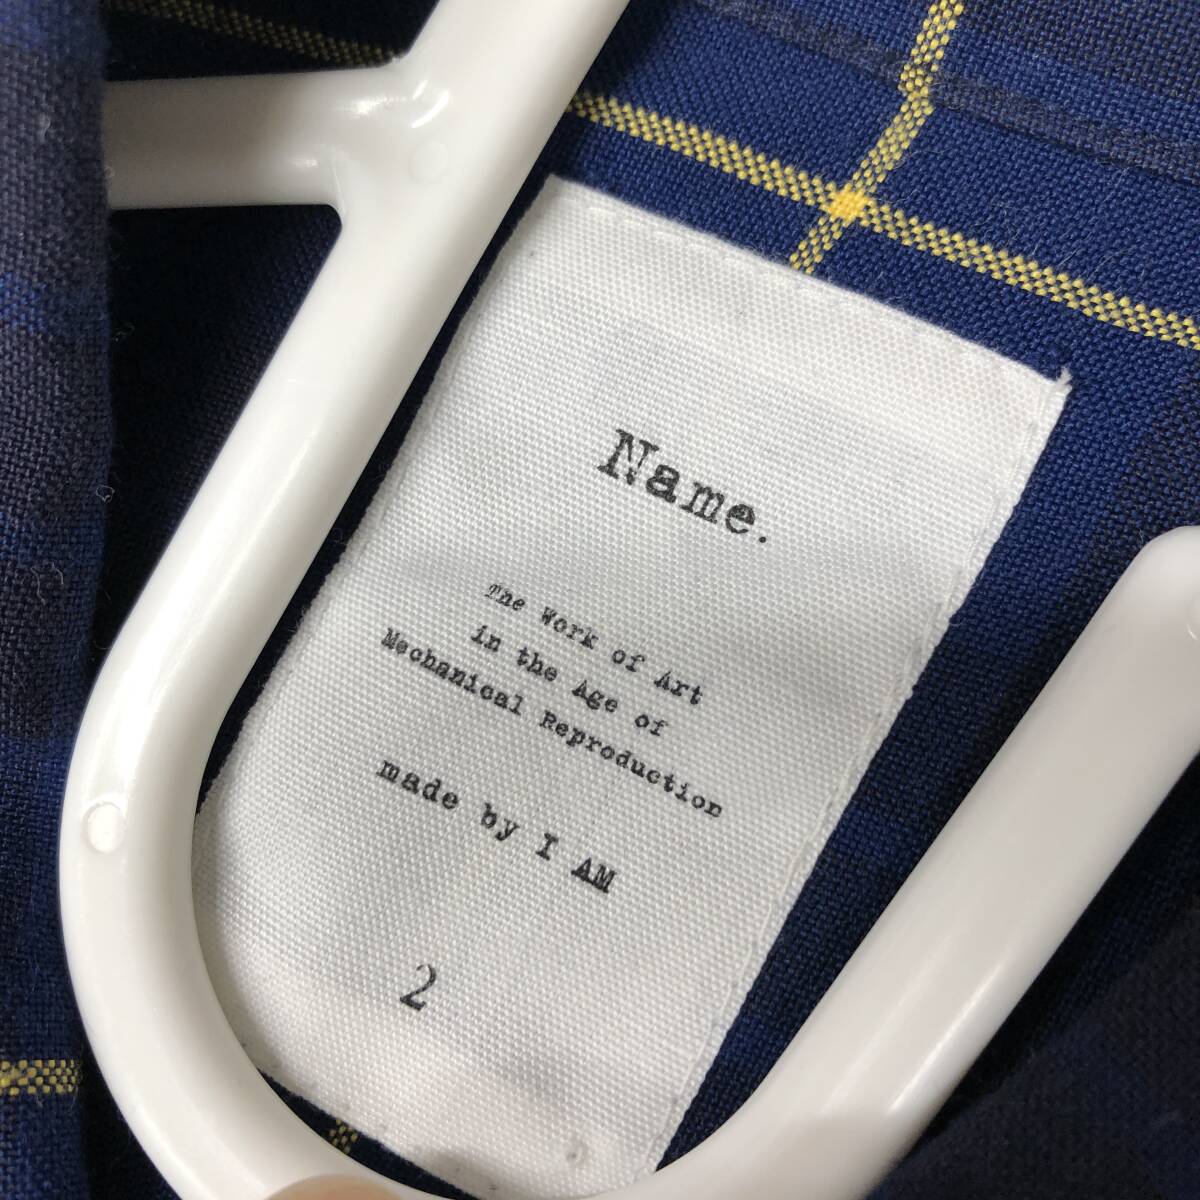 Name.
The Work of Art
in the Age of
Mechanical Reproduction
made by I AM
2